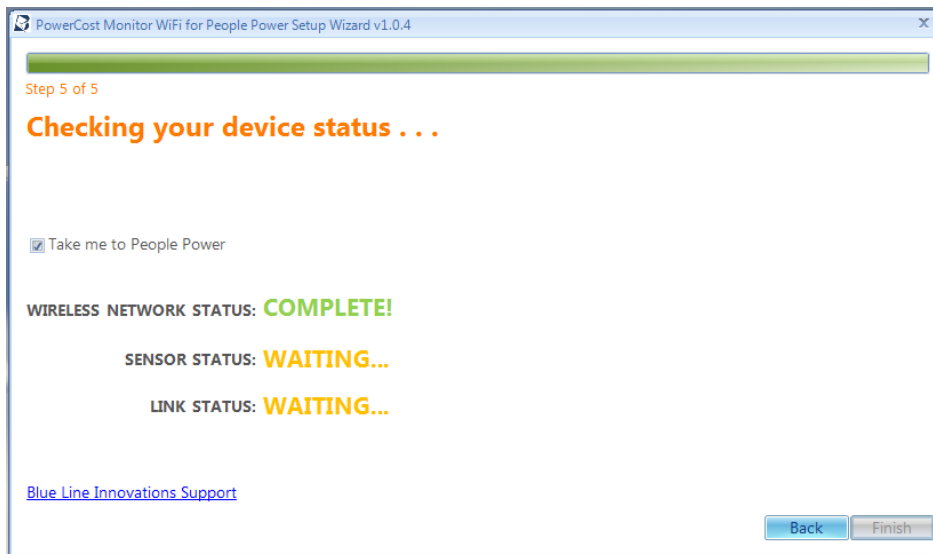 PowerCost Monitor WiFi for People Power Setup Wizard v1.0.4
x
Step 5 of 5
Checking your device status . . .
Take me to People Power
WIRELESS NETWORK STATUS: COMPLETE!
SENSOR STATUS: WAITING...
LINK STATUS: WAITING...
Blue Line Innovations Support
Back Finish